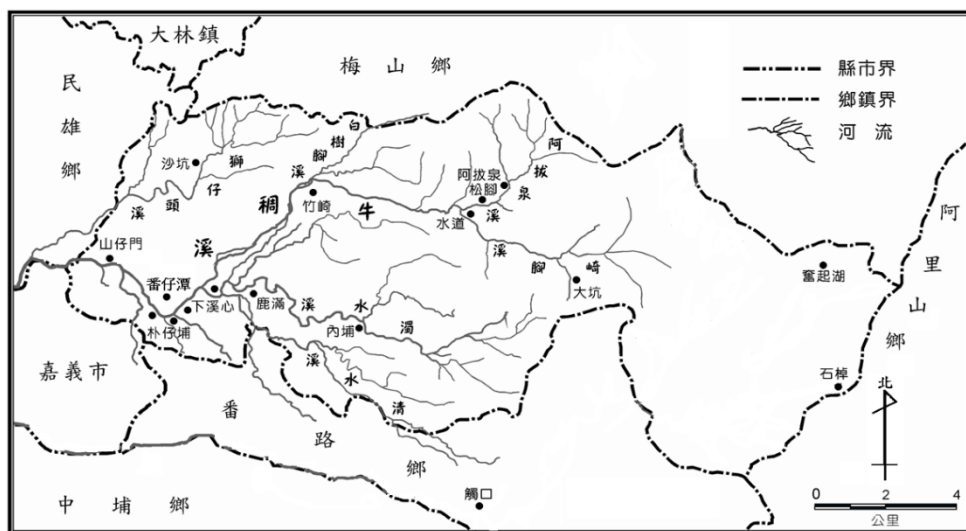 大林鎮
梅山鄉
民雄鄉
縣市界
鄉鎮界
河流
白樹腳溪
阿拔泉溪
沙坑
獅仔頭溪
阿拔泉
松腳
竹崎
牛稠溪
水道
山仔門
崎腳溪
阿里山鄉
奮起湖
大坑
番仔潭
下溪心
鹿滿
朴仔埔
內埔
濁水溪
清水溪
嘉義市
石棹
北
番路鄉
中埔鄉
觸口
0 2 4
公里